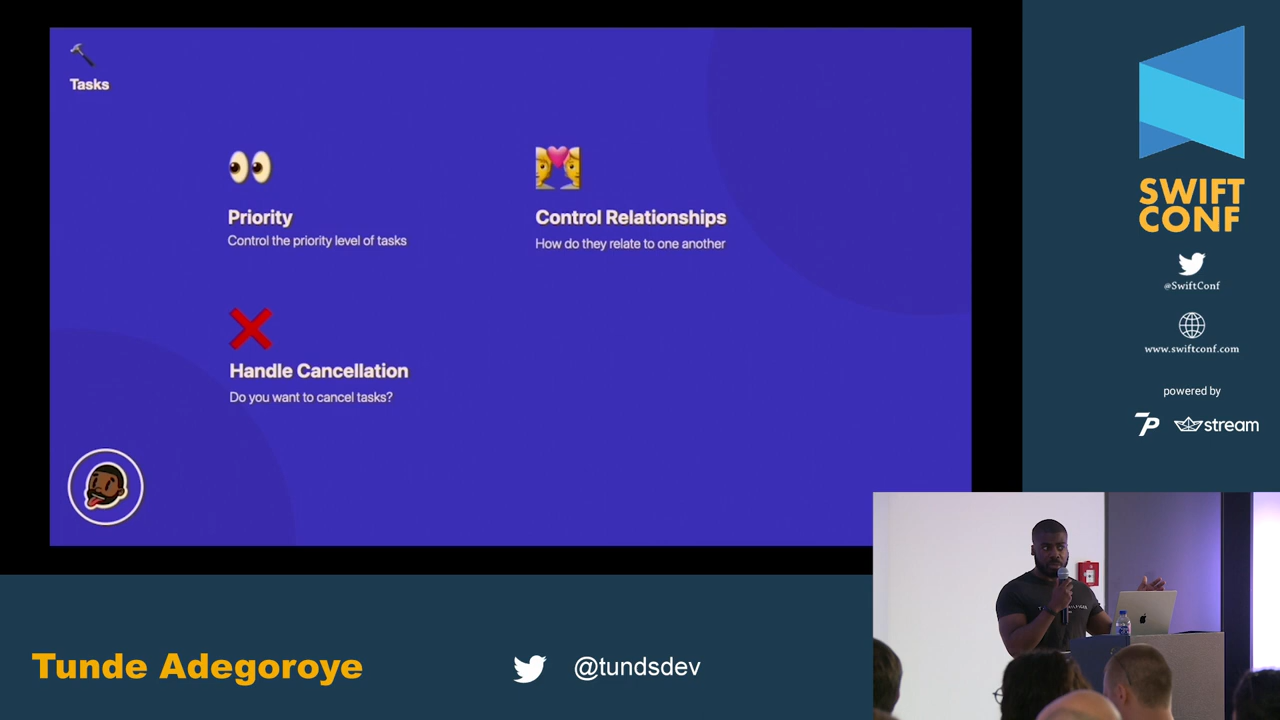 Tasks
Priority
Control the priority level of tasks
Control Relationships
How do they relate to one another
Handle Cancellation
Do you want to cancel tasks?
SWIFT
CONF
@SwiftConf
www.swiftconf.com
powered by
7P
stream
Tunde Adegoroye
@tundsdev